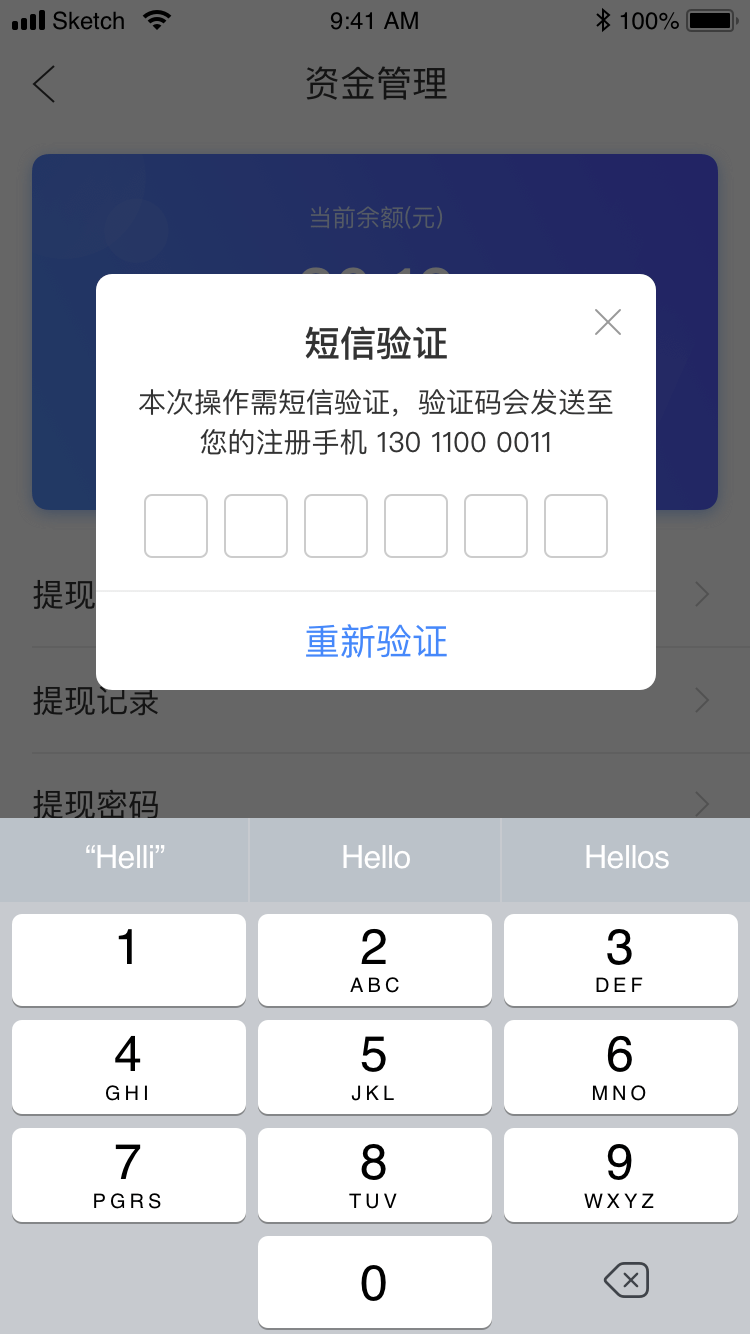 Sketch 9:41 AM 100%
资金管理
当前余额(元)
短信验证
本次操作需短信验证，验证码会发送至
您的注册手机 130 1100 0011
提现
重新验证
提现记录
提现密码
“Helli” Hello Hellos
1 2 3
ABC DEF
4 5 6
GHI JKL MNO
7 8 9
PGRS TUV WXYZ
0